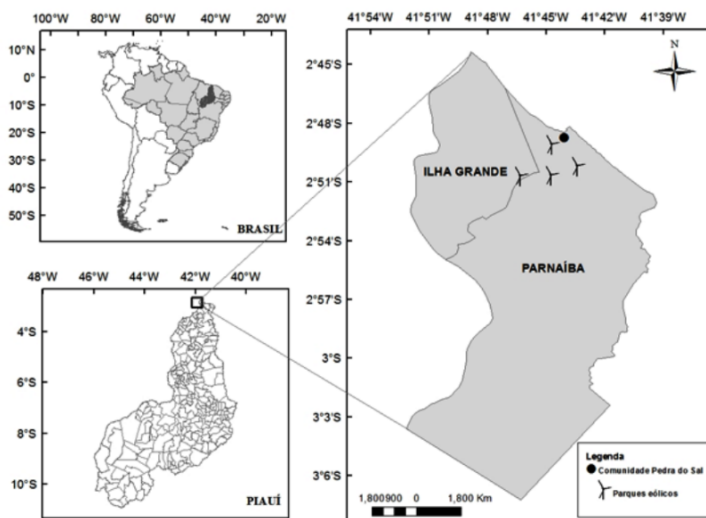 100°W 80°W 60°W 40°W 20°W
10°N
0°
10°S
20°S
30°S
40°S
50°S
BRASIL
48°W 46°W 44°W 42°W 40°W
4°S
6°S
8°S
10°S
PIAUÍ
41°54'W 41°51'W 41°48'W 41°45'W 41°42'W 41°39'W
2°45'S
2°48'S
2°51'S
2°54'S
2°57'S
3°S
3°3'S
3°6'S
N
ILHA GRANDE
PARNAÍBA
1,800900 0 1,800 Km
Legenda
Comunidade Pedra do Sal
Parques eólicos